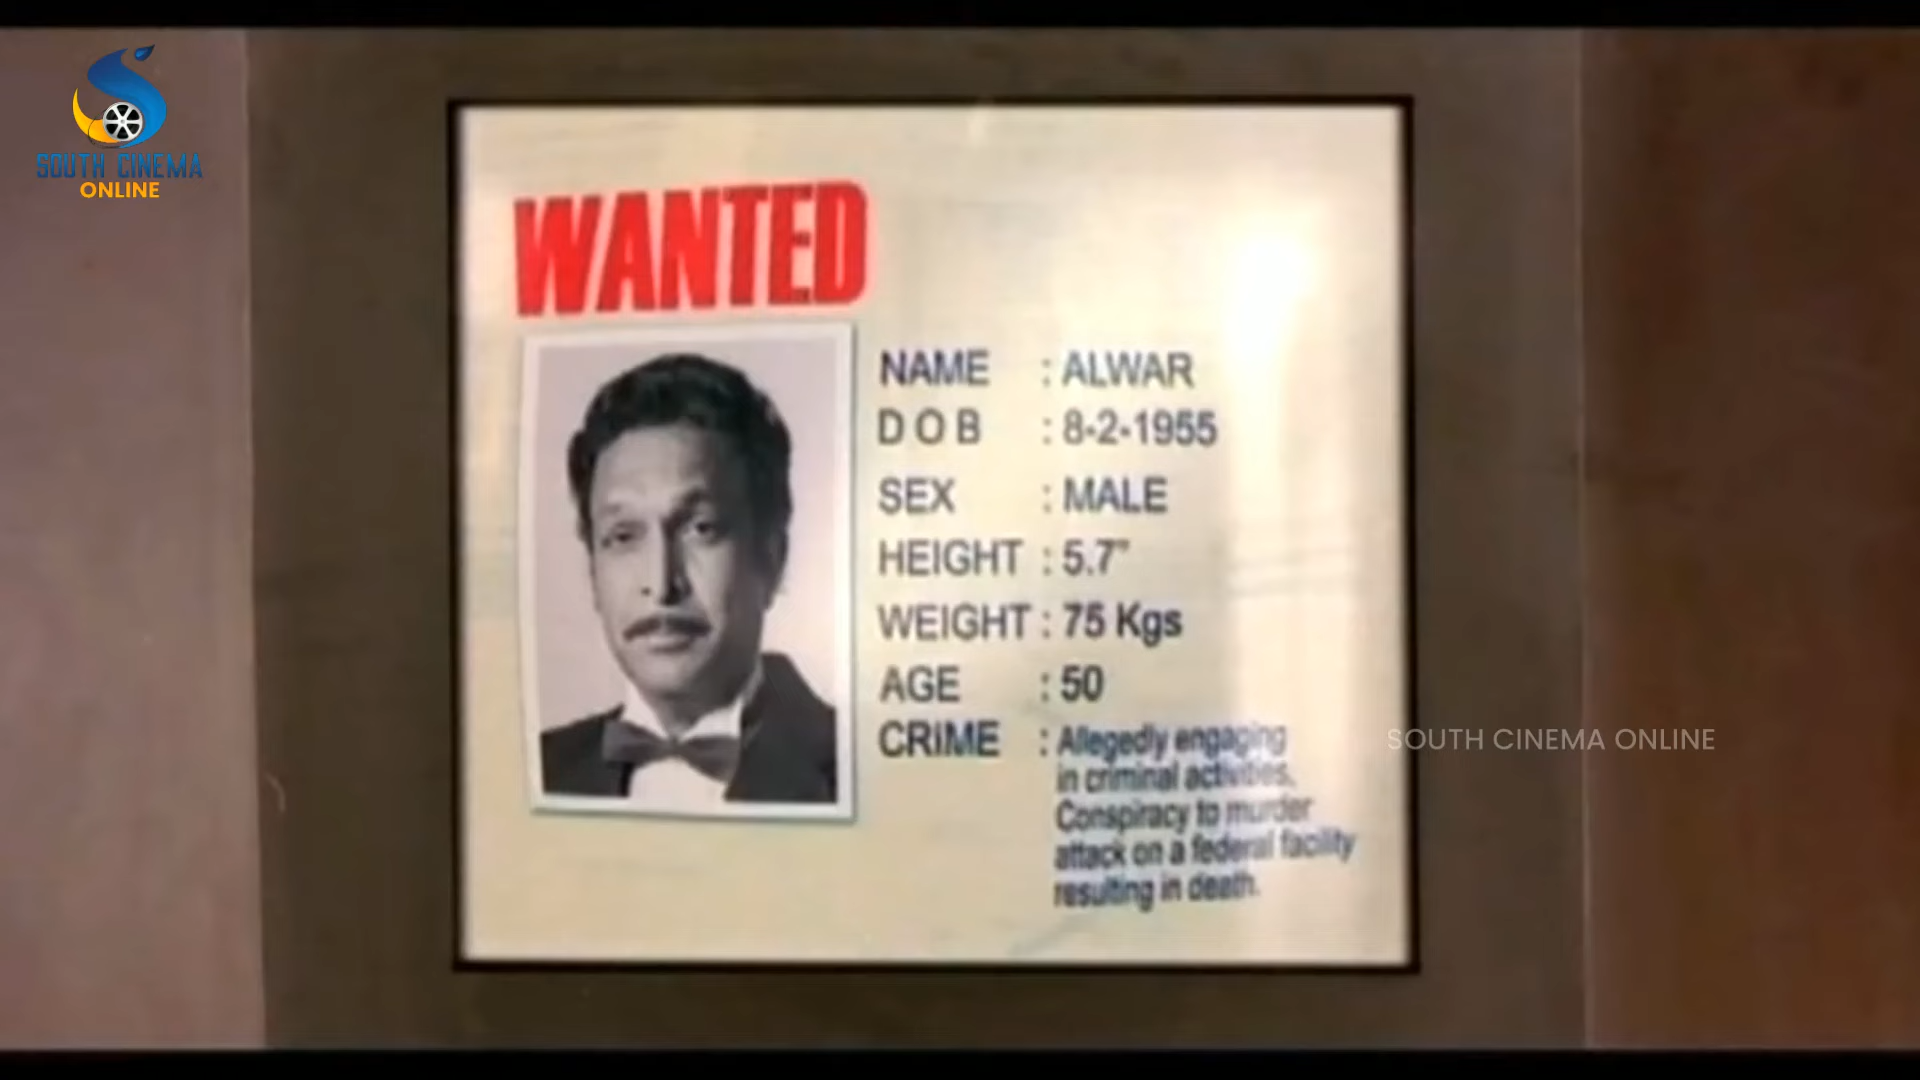 SOUTH CINEMA
ONLINE
WANTED
NAME : ALWAR
D O B : 8-2-1955
SEX : MALE
HEIGHT : 5.7"
WEIGHT : 75 Kgs
AGE : 50
CRIME : Allegedly engaging
in criminal activities,
Conspiracy to murder
attack on a federal facility
resulting in death.
SOUTH CINEMA ONLINE